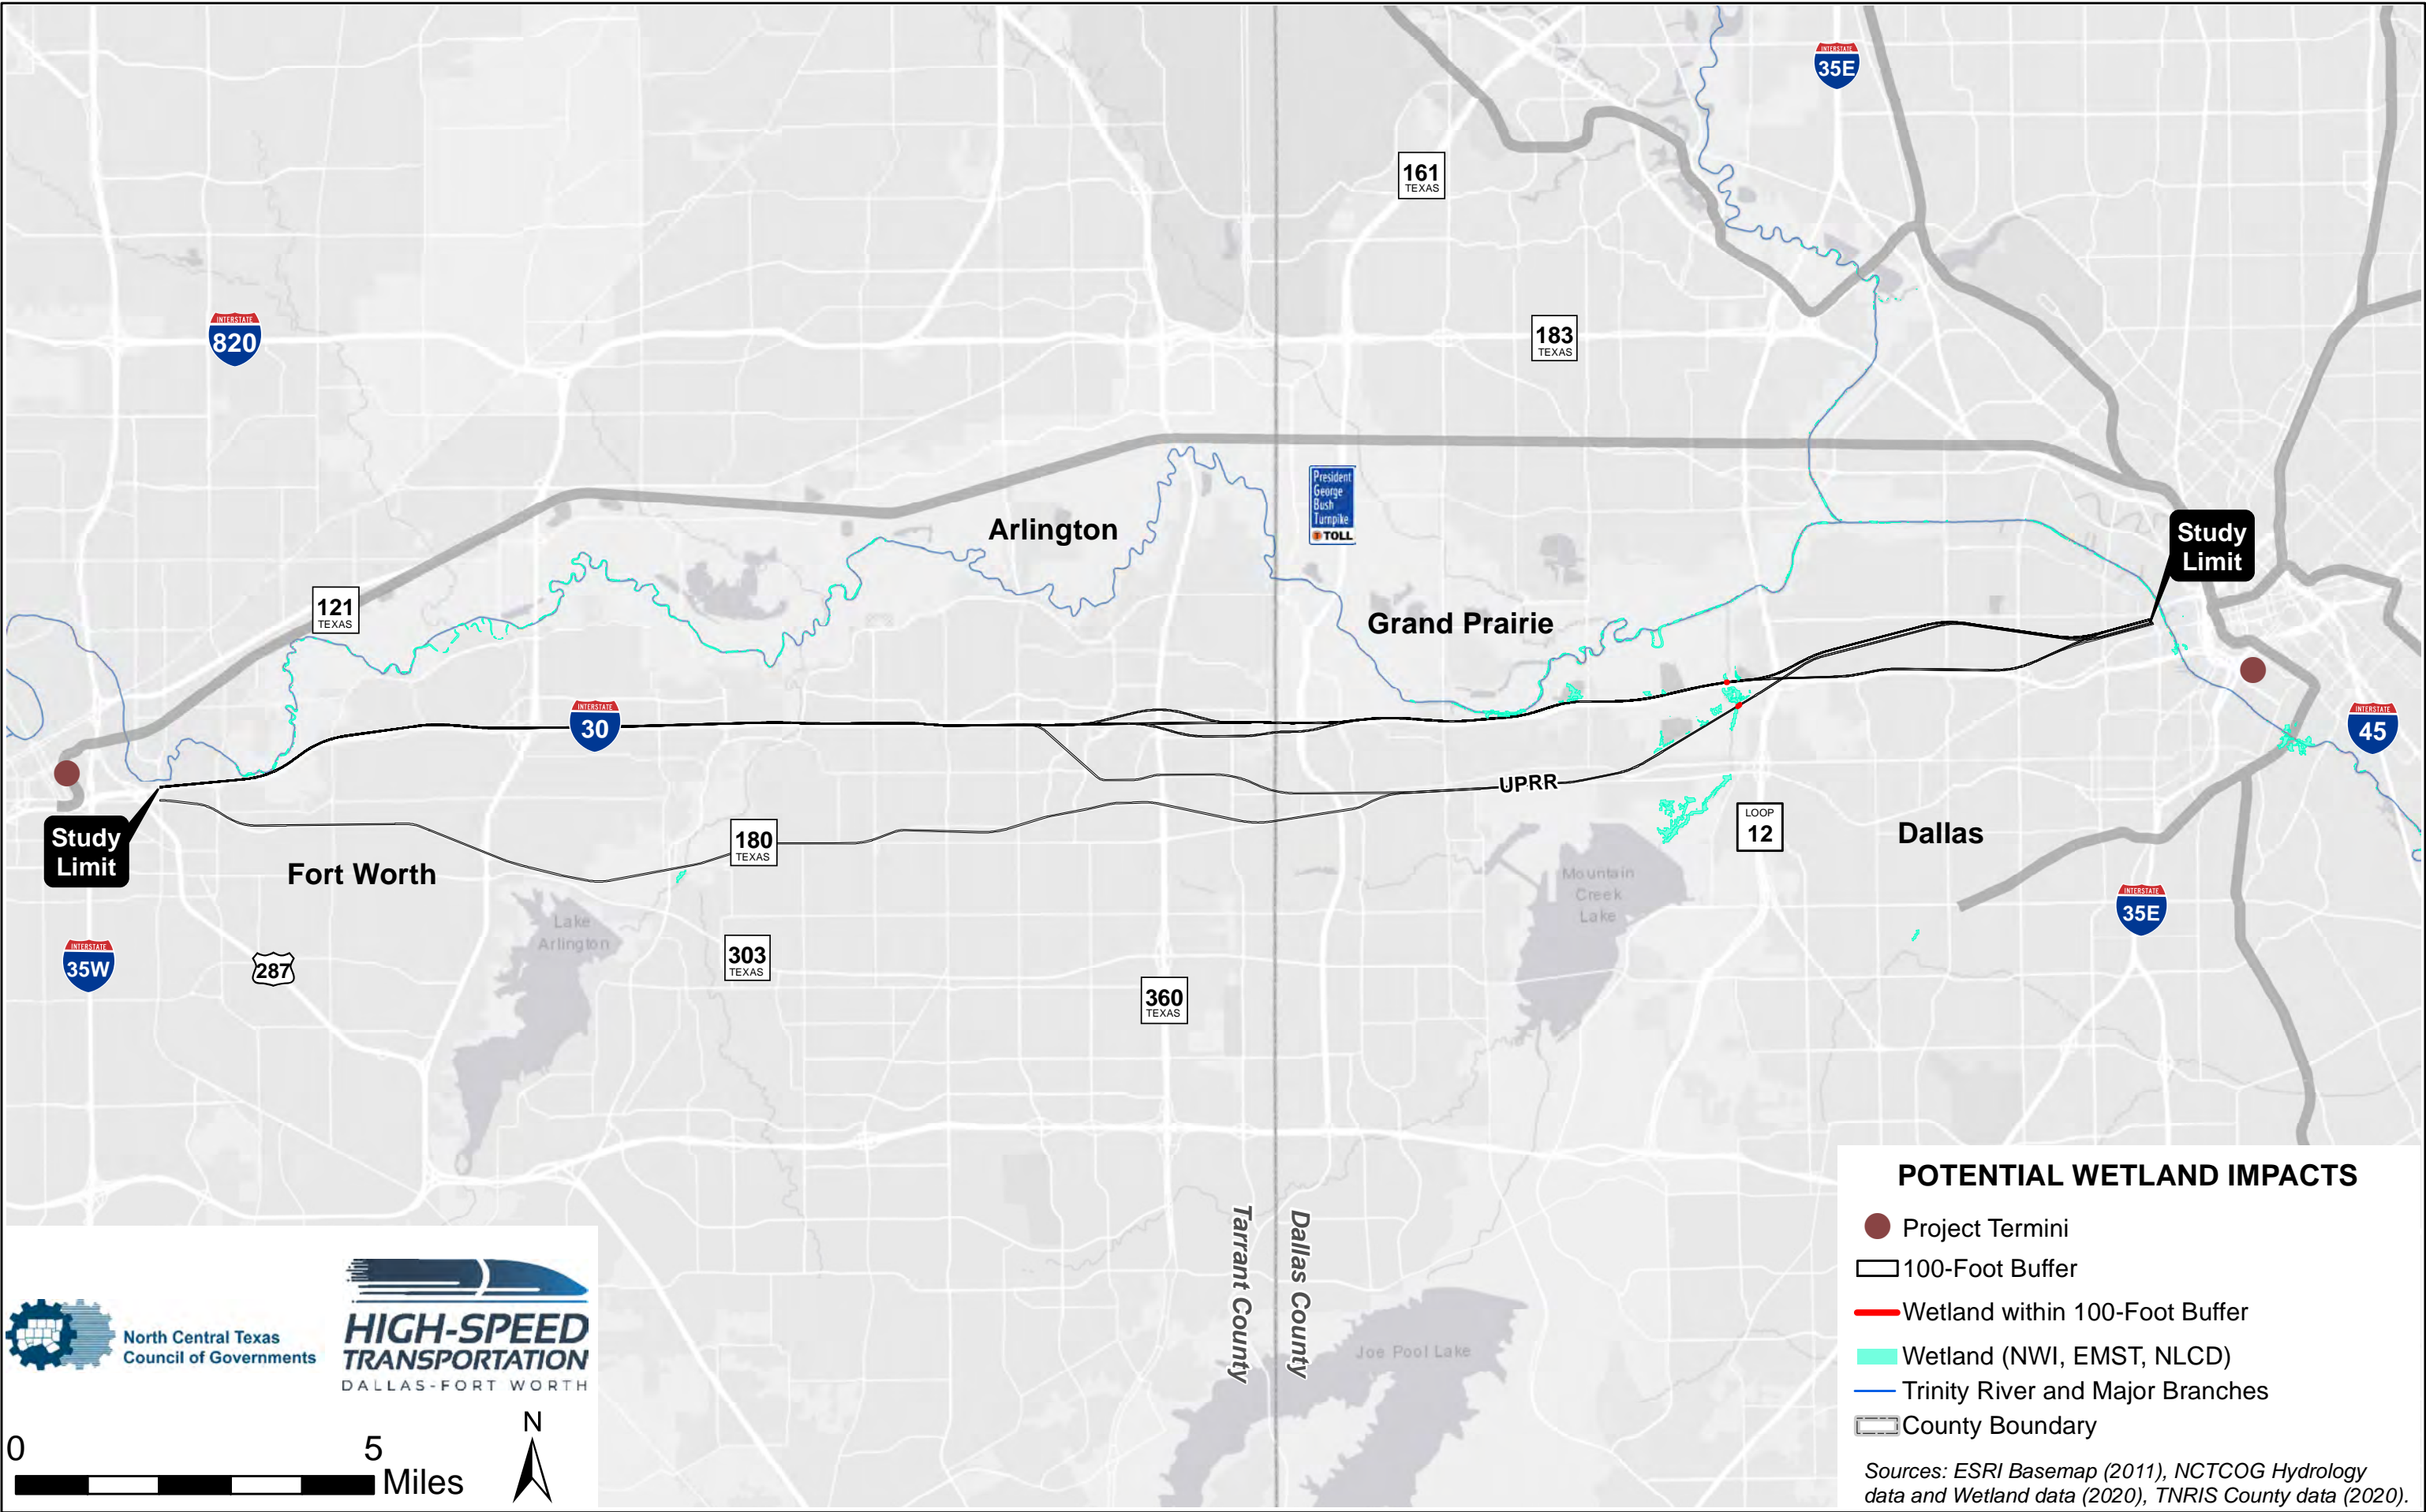 INTERSTATE
35E
161
TEXAS
INTERSTATE
820
183
TEXAS
President
George
Bush
Turnpike
TOLL
Arlington
Study
Limit
121
TEXAS
Grand Prairie
INTERSTATE
30
INTERSTATE
45
UPRR
Study
Limit
180
TEXAS
LOOP
12
Dallas
Fort Worth
Mountain
Creek
Lake
Lake
Arlington
INTERSTATE
35E
INTERSTATE
35W
287
303
TEXAS
360
TEXAS
Tarrant County
Dallas County
Joe Pool Lake
North Central Texas
Council of Governments
HIGH-SPEED
TRANSPORTATION
DALLAS-FORT WORTH
0 5
Miles
N
POTENTIAL WETLAND IMPACTS
Project Termini
100-Foot Buffer
Wetland within 100-Foot Buffer
Wetland (NWI, EMST, NLCD)
Trinity River and Major Branches
County Boundary
Sources: ESRI Basemap (2011), NCTCOG Hydrology
data and Wetland data (2020), TNRIS County data (2020).